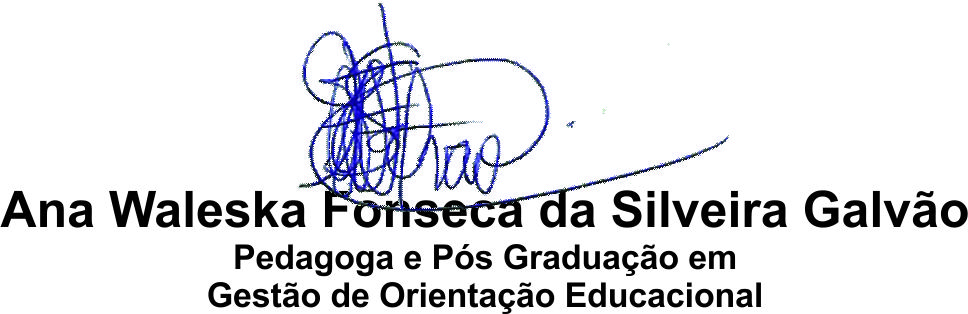 Ana Waleska Fonseca da Silveira Galvão
Pedagoga e Pós Graduação em
Gestão de Orientação Educacional